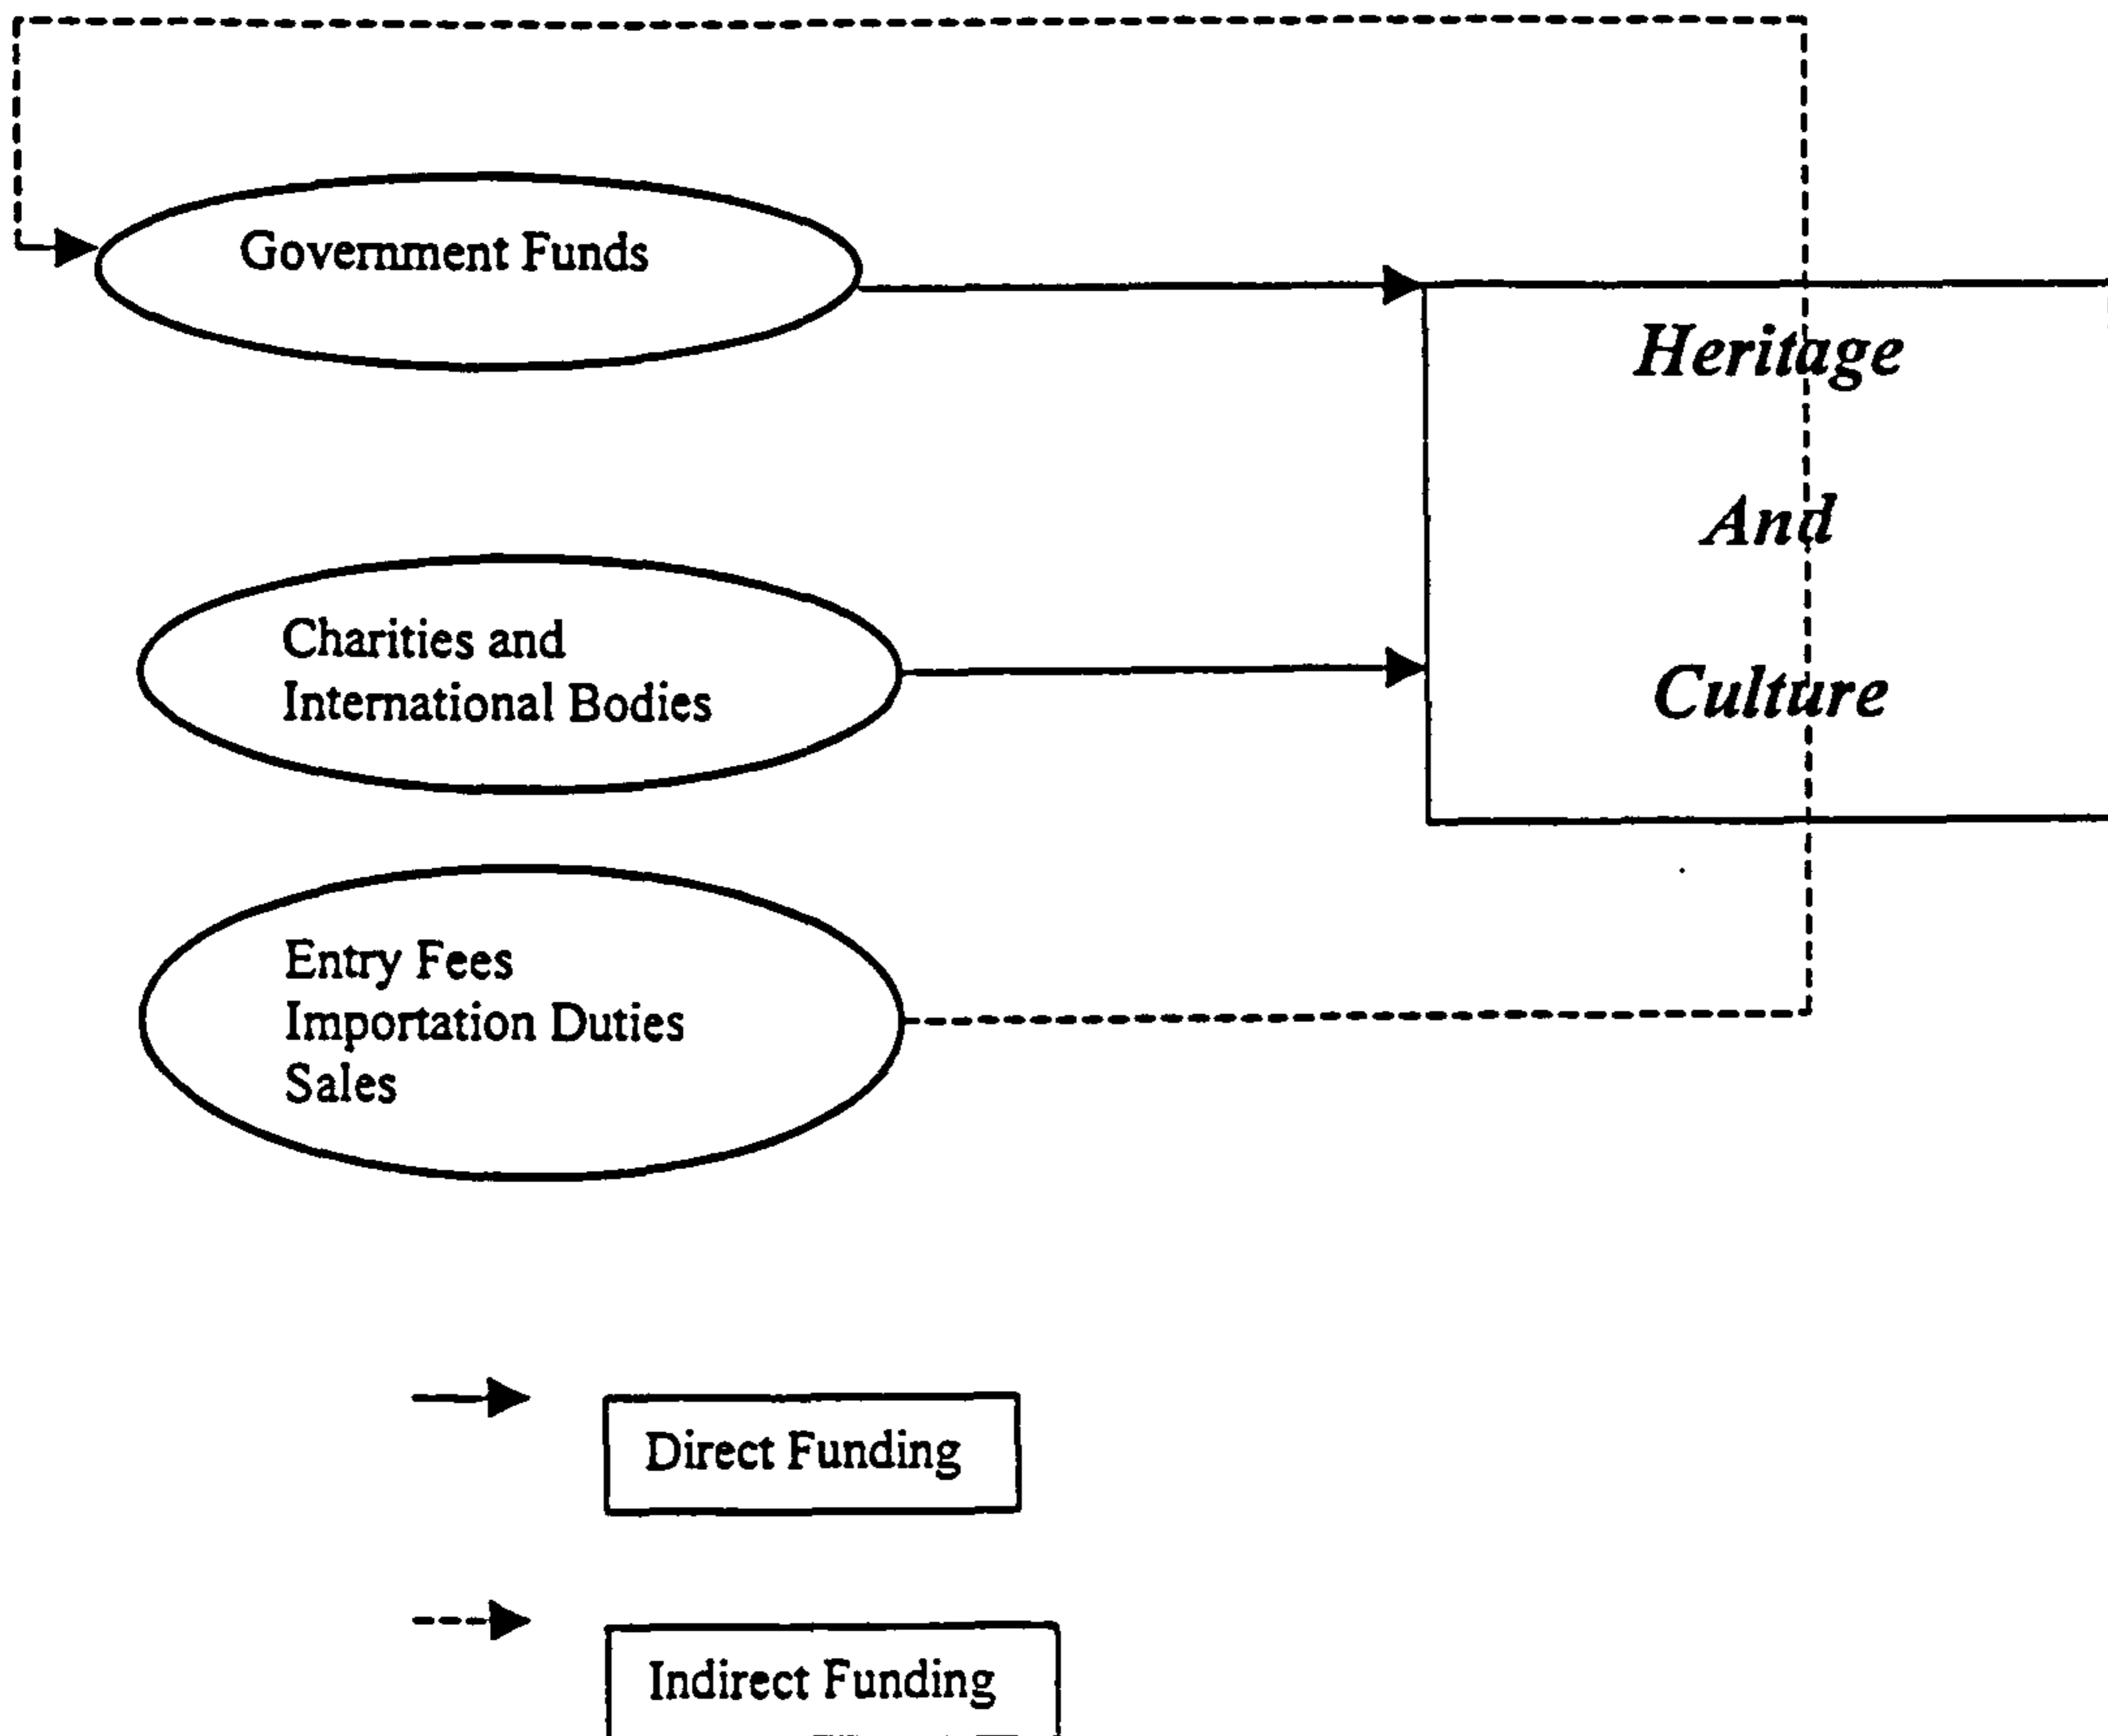 Government Funds
Heritage
And
Culture
Charities and
International Bodies
Entry Fees
Importation Duties
Sales
Direct Funding
Indirect Funding